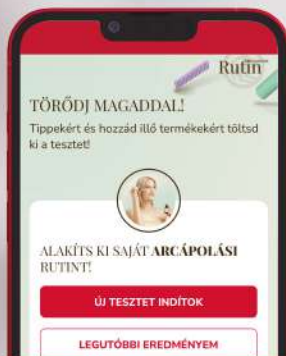 Rutin
TÖRŐDJ MAGADDAL!
Tippekért és hozzád illő termékekért töltsd
ki a tesztet!
ALAKÍTS KI SAJÁT ARCÁPOLÁSI
RUTINT!
ÚJ TESZTET INDÍTOK
LEGUTÓBBI EREDMÉNYEM